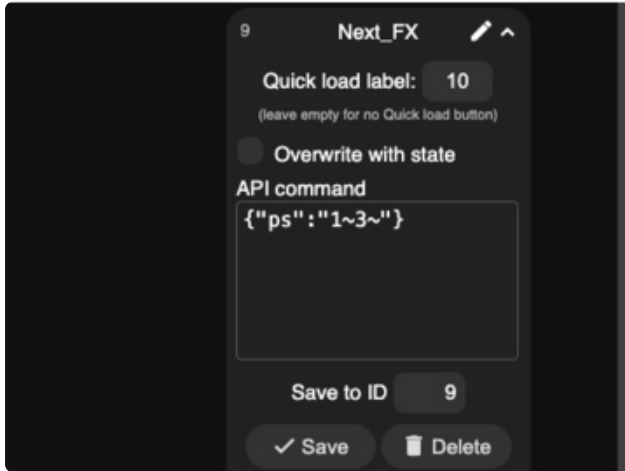 9 Next_FX
Quick load label: 10
(leave empty for no Quick load button)
Overwrite with state
API command
{"ps":"1~3~"}
Save to ID 9
Save Delete